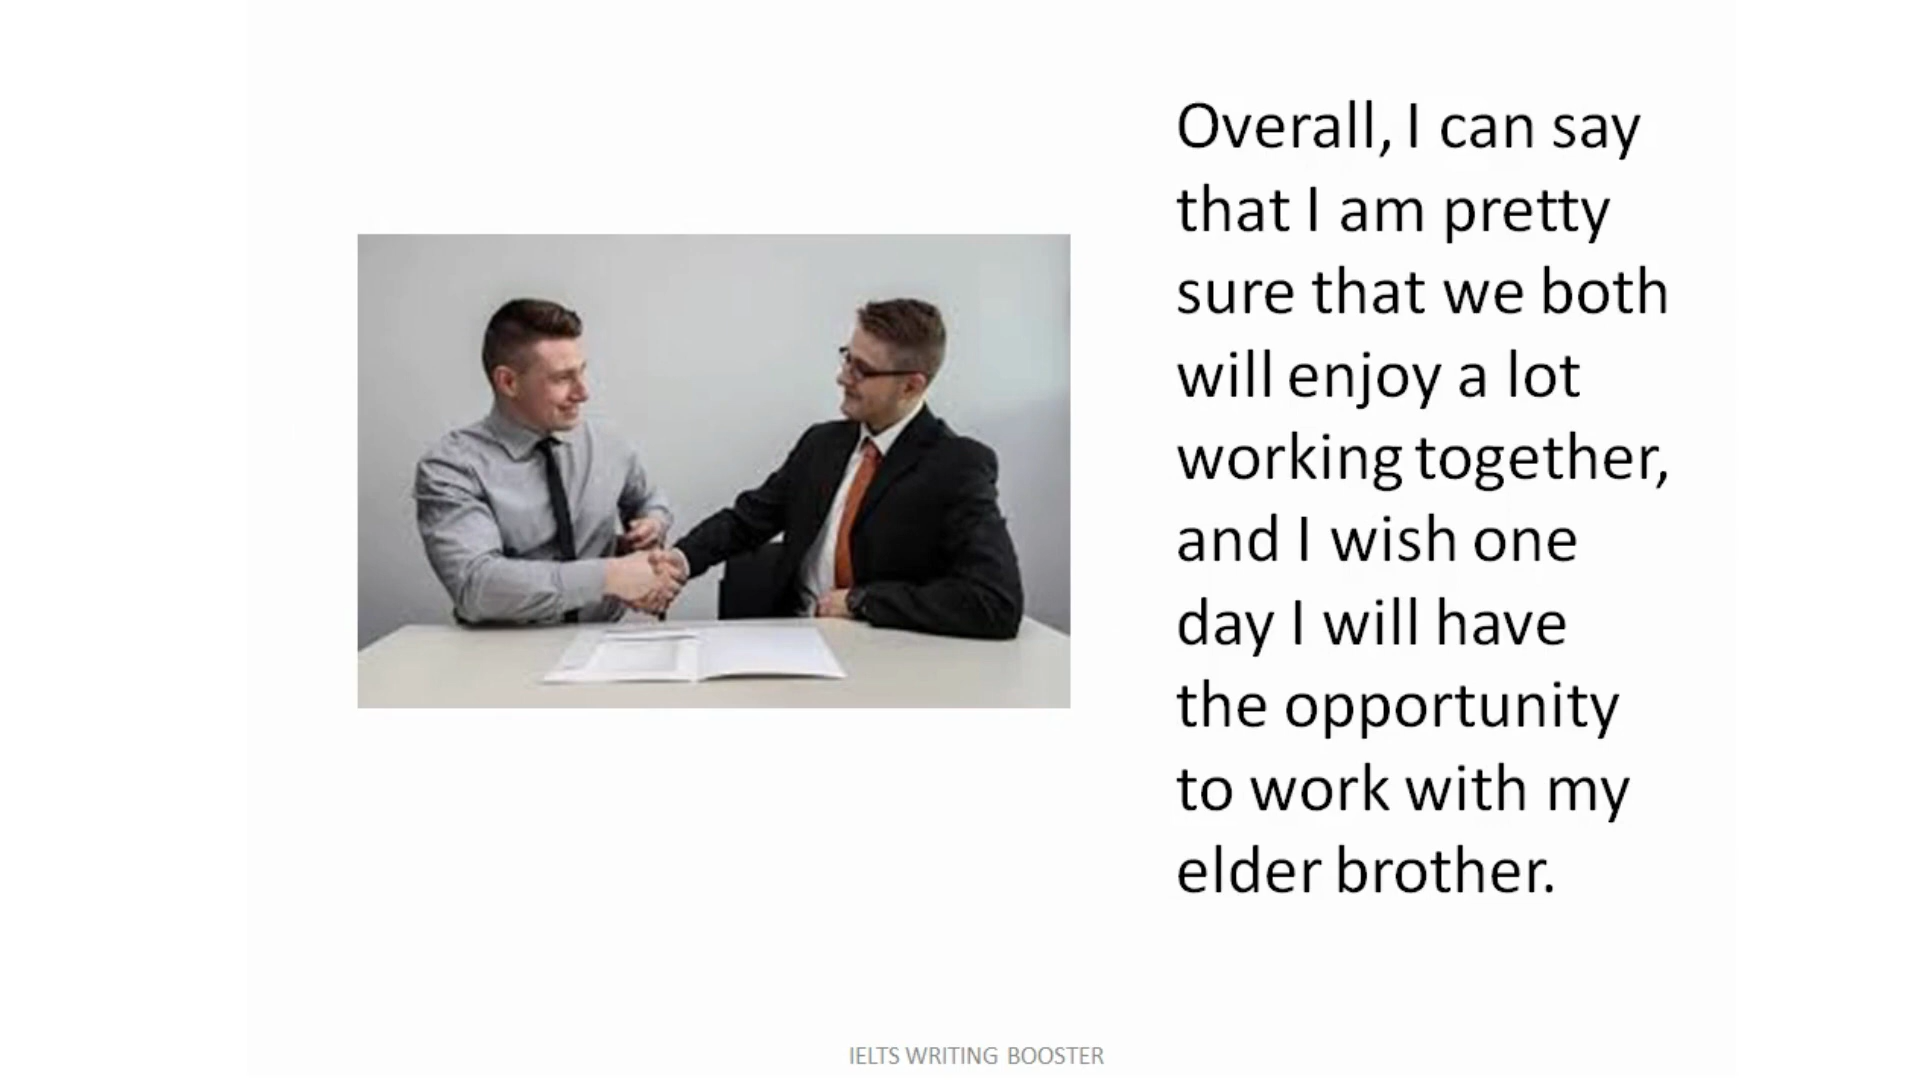 Overall, I can say
that I am pretty
sure that we both
will enjoy a lot
working together,
and I wish one
day I will have
the opportunity
to work with my
elder brother.
IELTS WRITING BOOSTER